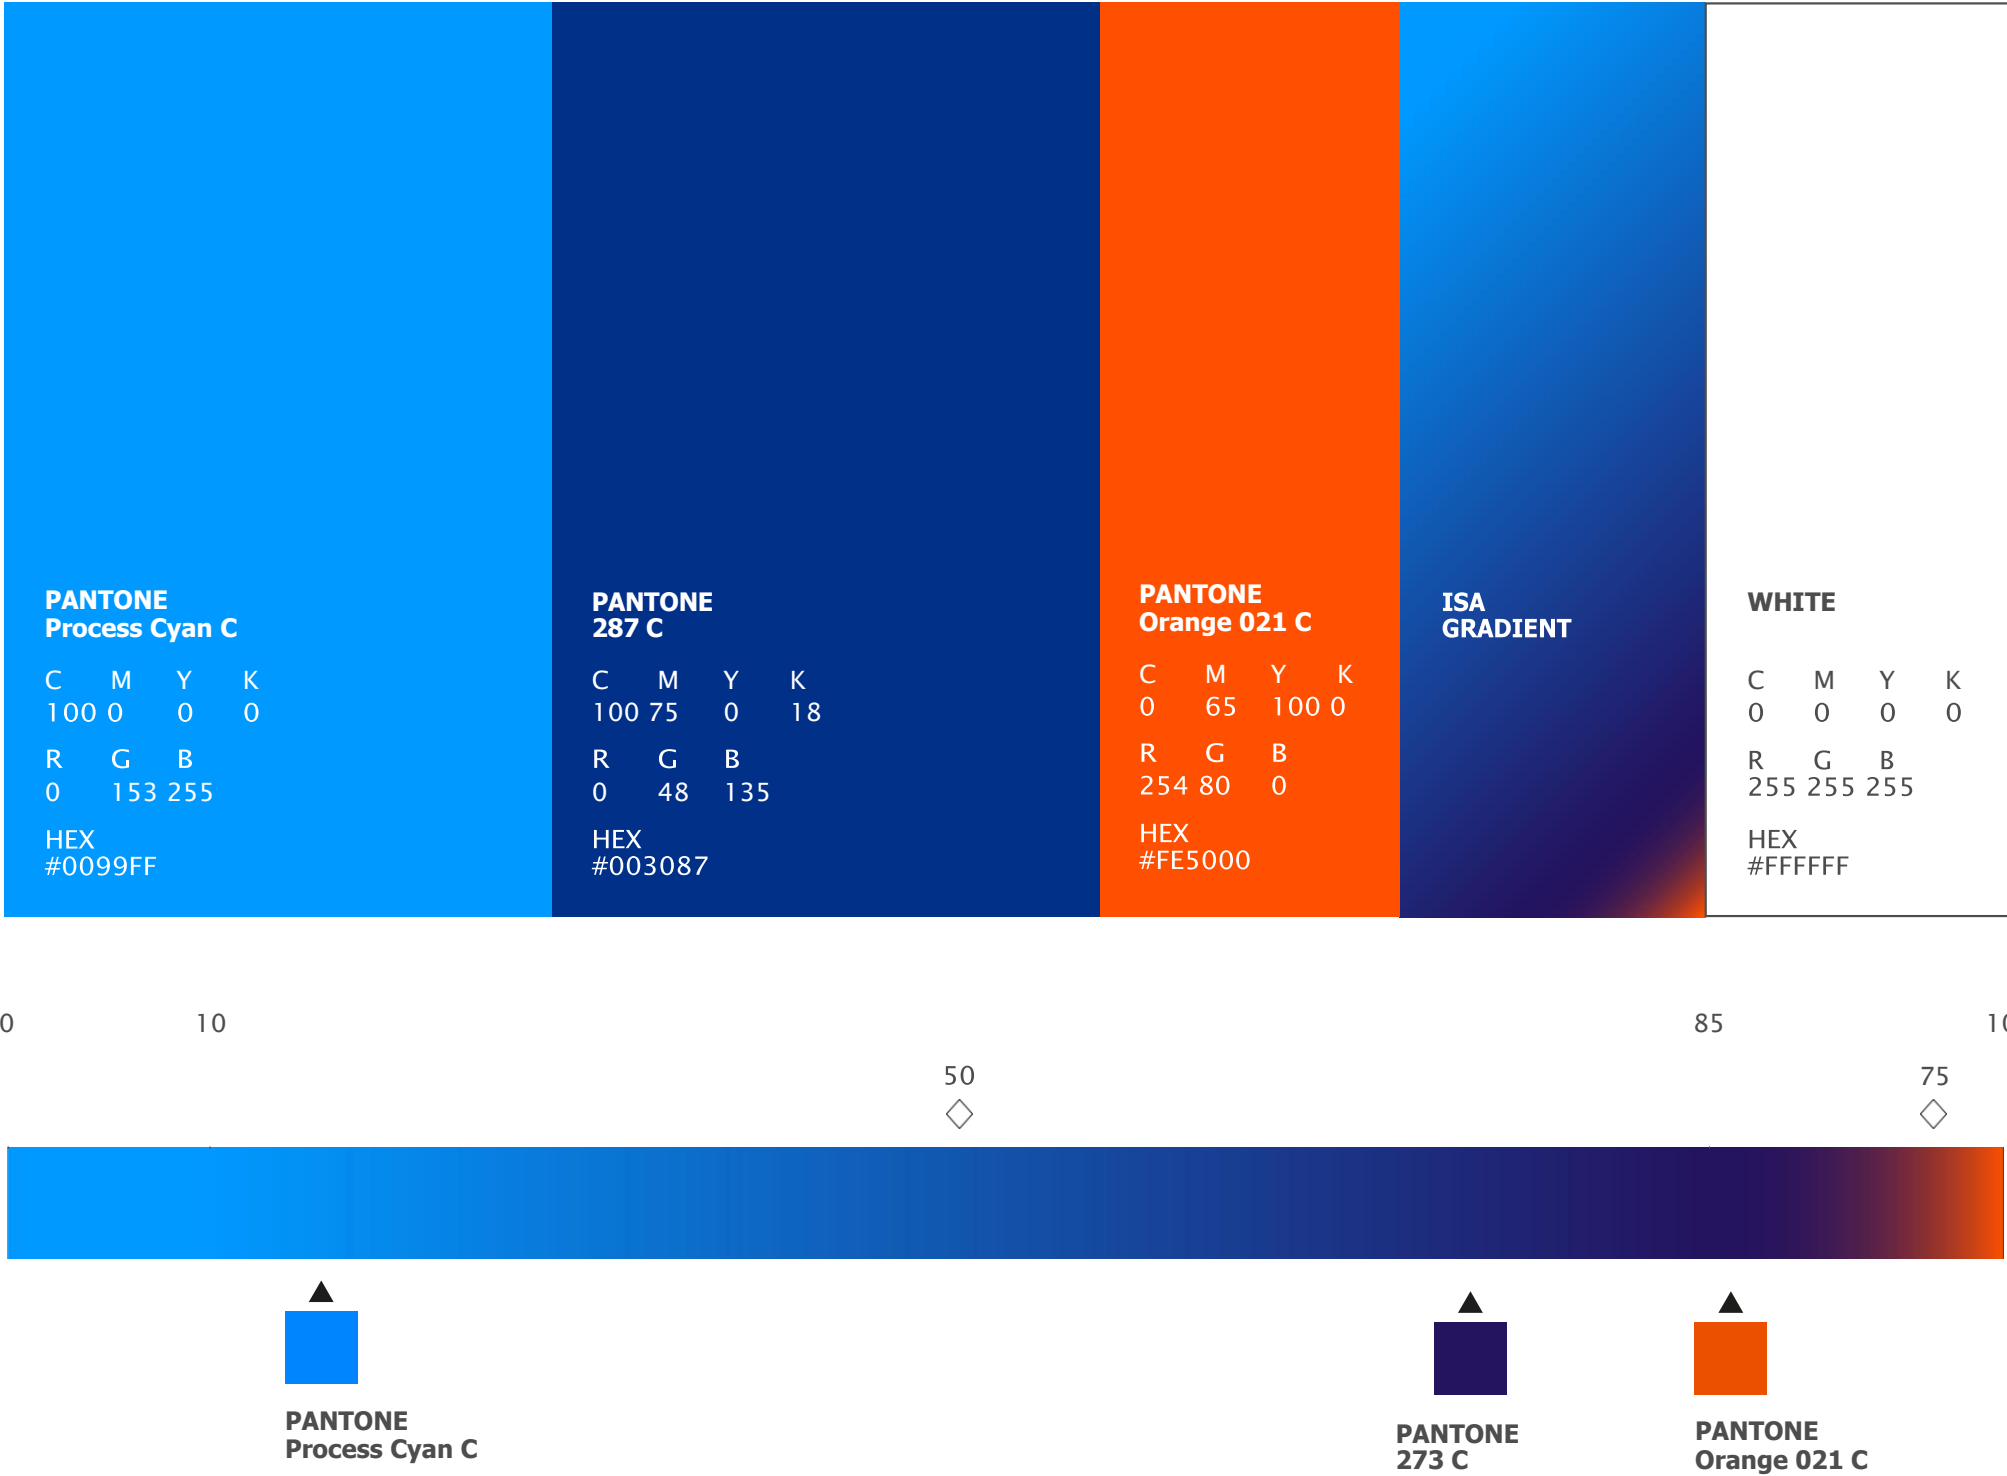 PANTONE
Process Cyan C
C M Y K
100 0 0 0
R G B
0 153 255
HEX
#0099FF
PANTONE
287 C
C M Y K
100 75 0 18
R G B
0 48 135
HEX
#003087
PANTONE
Orange 021 C
C M Y K
0 65 100 0
R G B
254 80 0
HEX
#FE5000
ISA
GRADIENT
WHITE
C M Y K
0 0 0 0
R G B
255 255 255
HEX
#FFFFFF
0 10 85
50 75
PANTONE
Process Cyan C
PANTONE
273 C
PANTONE
Orange 021 C